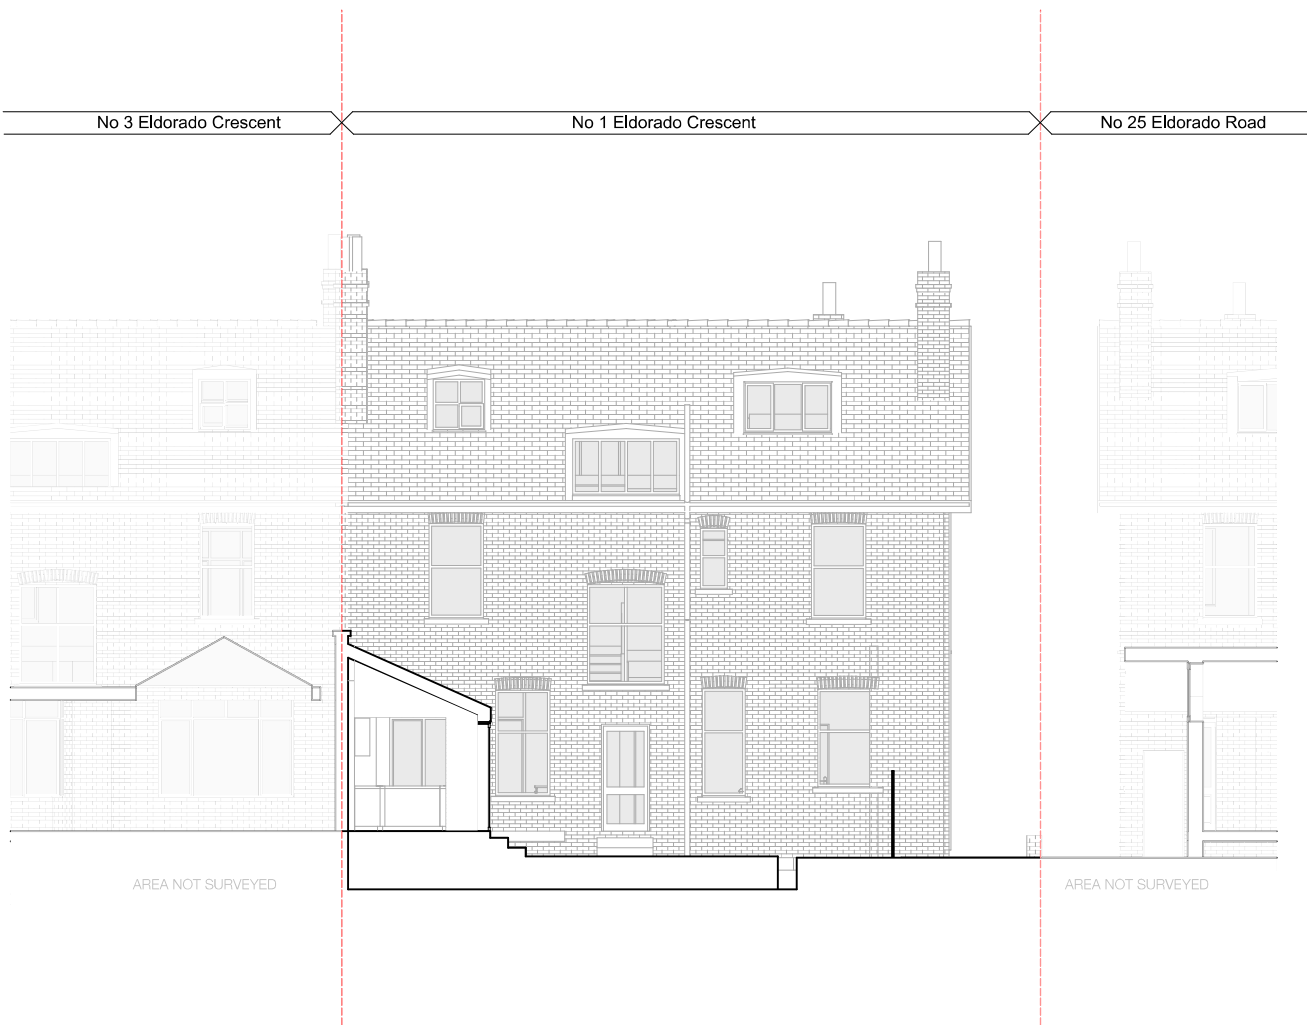 No 3 Eldorado Crescent
No 1 Eldorado Crescent
No 25 Eldorado Road
AREA NOT SURVEYED
AREA NOT SURVEYED